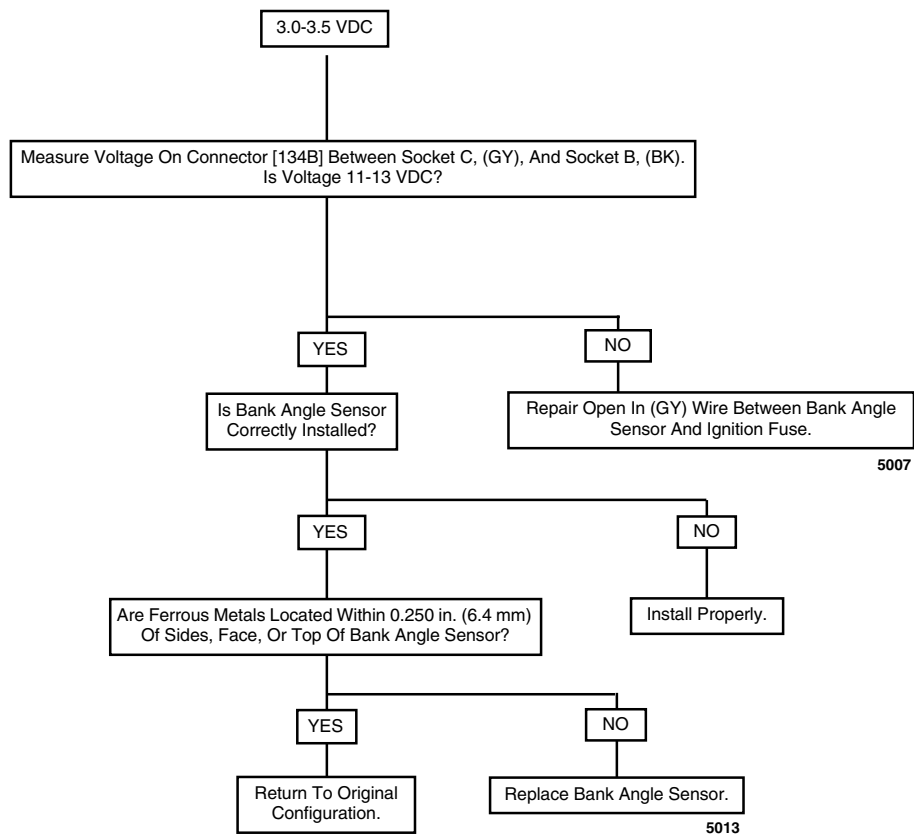 3.0-3.5 VDC
Measure Voltage On Connector [134B] Between Socket C, (GY), And Socket B, (BK).
Is Voltage 11-13 VDC?
YES
NO
Is Bank Angle Sensor
Correctly Installed?
Repair Open In (GY) Wire Between Bank Angle
Sensor And Ignition Fuse.
5007
YES
NO
Are Ferrous Metals Located Within 0.250 in. (6.4 mm)
Of Sides, Face, Or Top Of Bank Angle Sensor?
Install Properly.
YES
NO
Return To Original
Configuration.
Replace Bank Angle Sensor.
5013